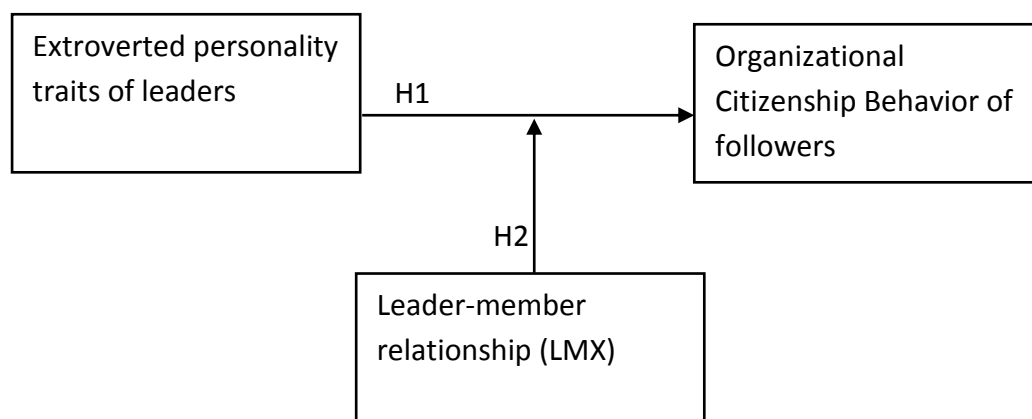 Extroverted personality
traits of leaders
H1
Organizational
Citizenship Behavior of
followers
H2
Leader-member
relationship (LMX)